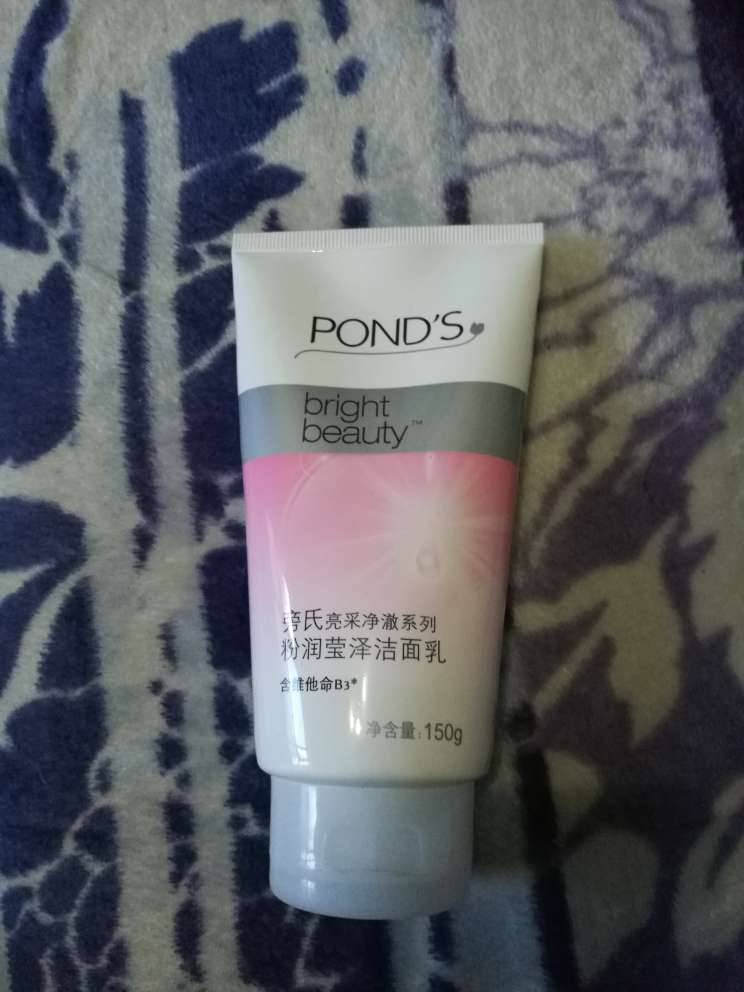 POND'S
bright
beauty™
旁氏亮采净澈系列
粉润莹泽洁面乳
含维他命B3*
净含量:150g